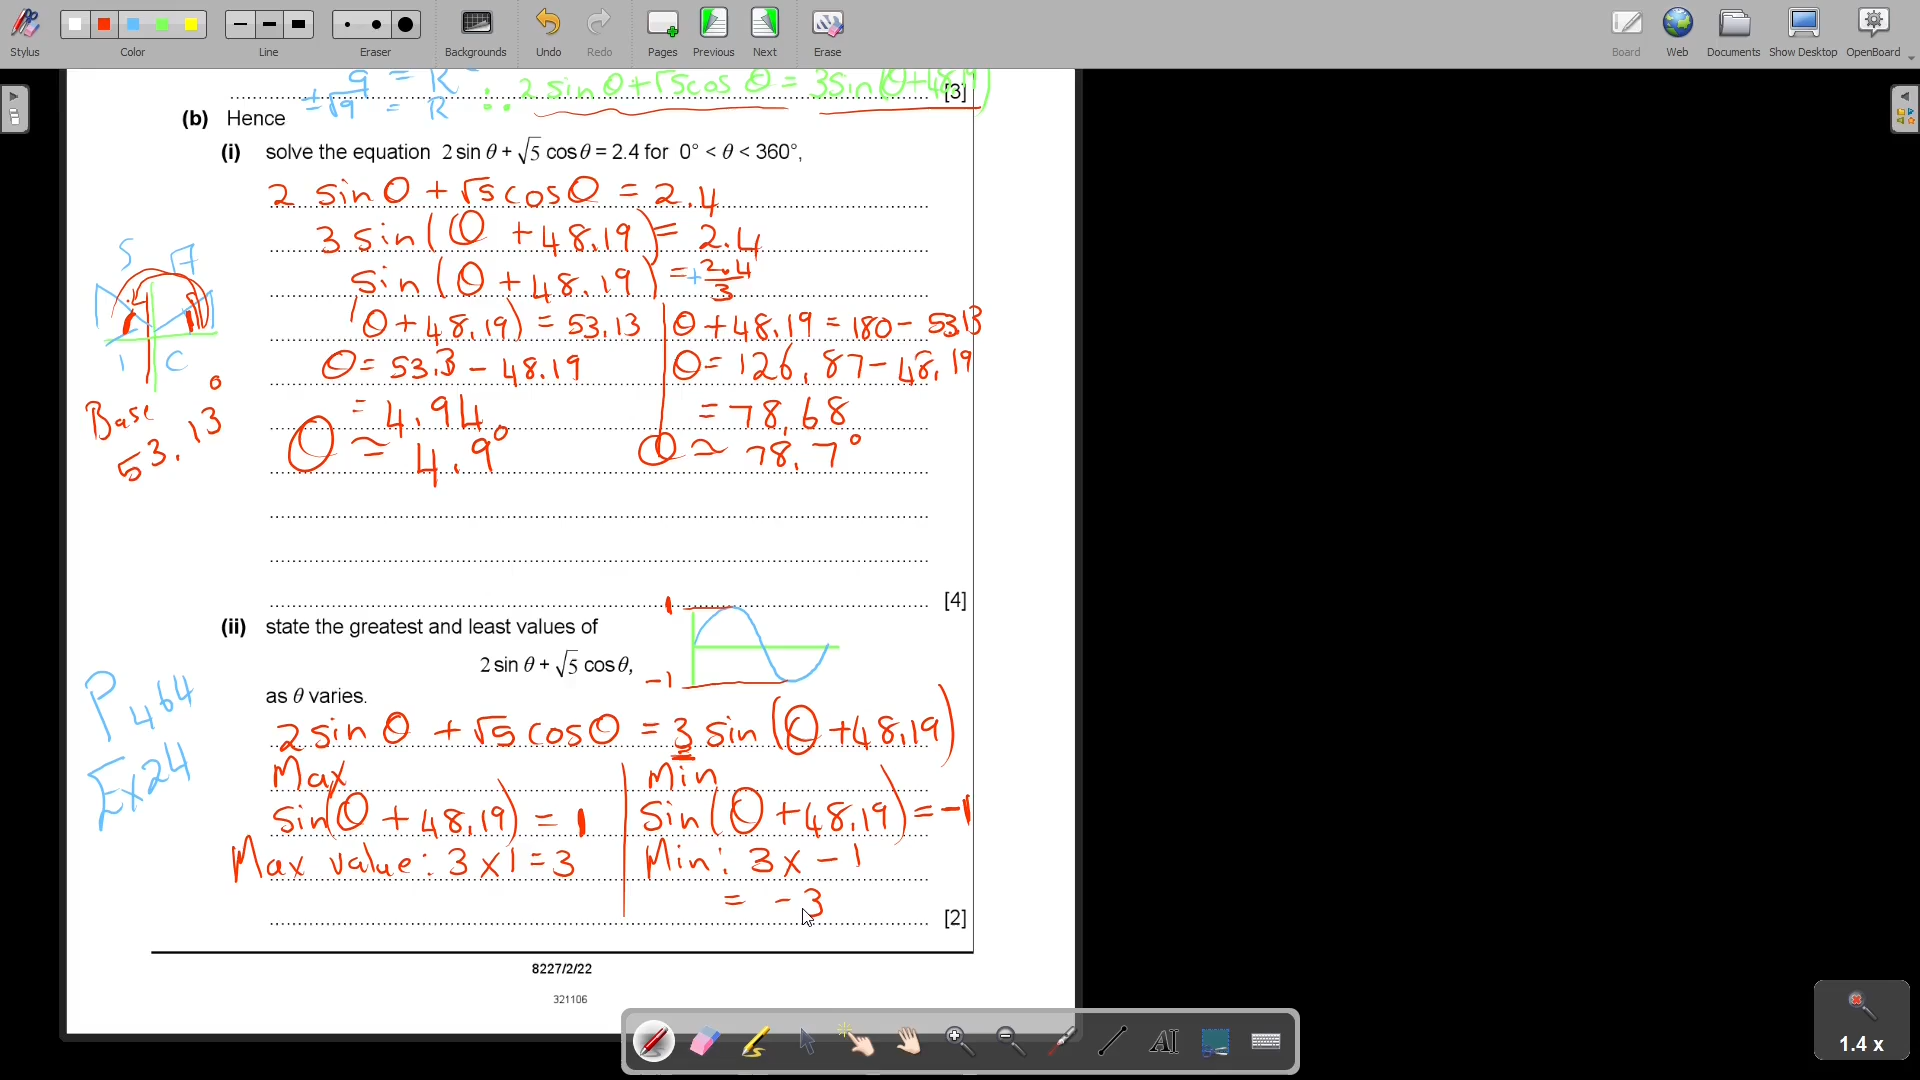 Stylus Color Line Eraser Backgrounds Undo Redo Pages Previous Next Erase Board Web Documents Show Desktop OpenBoard
9 = R
±√9 = R ∴ 2 sin θ + √5 cos θ = 3 sin (θ + 48.19)
[3]
(b) Hence
(i) solve the equation 2 sin θ + √5 cos θ = 2.4 for 0° < θ < 360°,
2 sin θ + √5 cos θ = 2.4
3 sin (θ + 48.19) = 2.4
sin (θ + 48.19) = + 2.4/3
(θ + 48.19) = 53.13 | θ + 48.19 = 180 - 53.13
θ = 53.13 - 48.19 | θ = 126.87 - 48.19
= 4.94 | = 78.68
θ ≃ 4.9° | θ ≃ 78.7°
S A
T C
Base
53.13°
[4]
(ii) state the greatest and least values of
2 sin θ + √5 cos θ,
as θ varies.
1
-1
P 464
Ex 24
2 sin θ + √5 cos θ = 3 sin (θ + 48.19)
Max | Min
sin (θ + 48.19) = 1 | Sin (θ + 48.19) = -1
Max value: 3 x 1 = 3 | Min: 3 x - 1
= -3
[2]
8227/2/22
321106
1.4 x